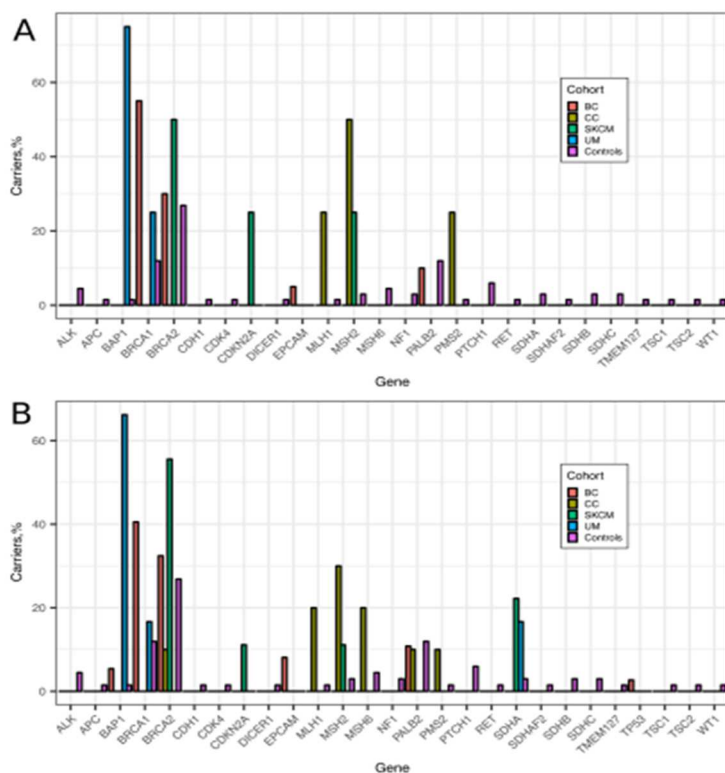 A
Carriers,%
60
40
20
0
Cohort
BC
CC
SKCM
UM
Controls
ALK
APC
BAP1
BRCA1
BRCA2
CDH1
CDK4
CDKN2A
DICER1
EPCAM
MLH1
MSH2
MSH6
NF1
PALB2
PMS2
PTCH1
RET
SDHA
SDHAF2
SDHB
SDHC
TMEM127
TSC1
TSC2
WT1
Gene
B
Carriers,%
60
40
20
0
Cohort
BC
CC
SKCM
UM
Controls
ALK
APC
BAP1
BRCA1
BRCA2
CDH1
CDK4
CDKN2A
DICER1
EPCAM
MLH1
MSH2
MSH6
NF1
PALB2
PMS2
PTCH1
RET
SDHA
SDHAF2
SDHB
SDHC
TMEM127
TP53
TSC1
TSC2
WT1
Gene